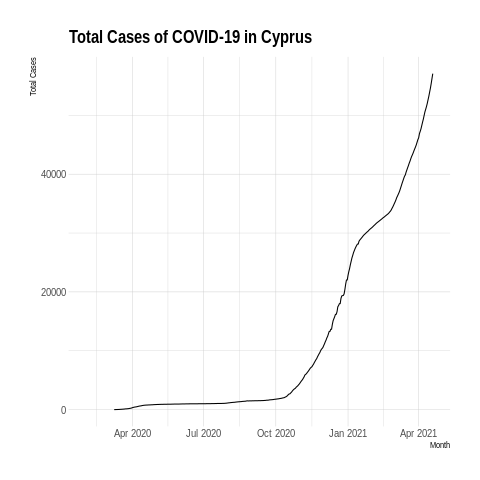 Total Cases of COVID-19 in Cyprus
Total Cases
40000
20000
0
Apr 2020 Jul 2020 Oct 2020 Jan 2021 Apr 2021
Month